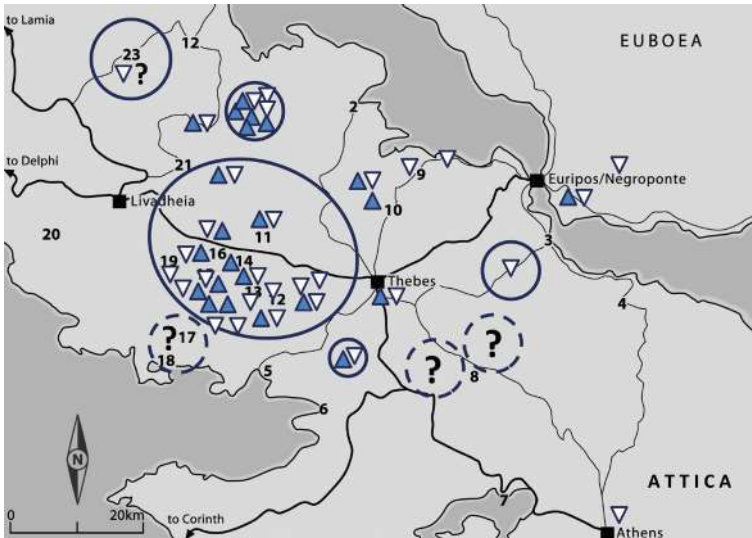 to Lamia
12
23
?
EUBOEA
2
to Delphi
21
9
Euripos/Negroponte
Livadheia
10
20
11
3
16
14
19
Thebes
13
12
4
?
17
?
?
18
5
8
6
N
ATTICA
7
0
20km
to Corinth
Athens